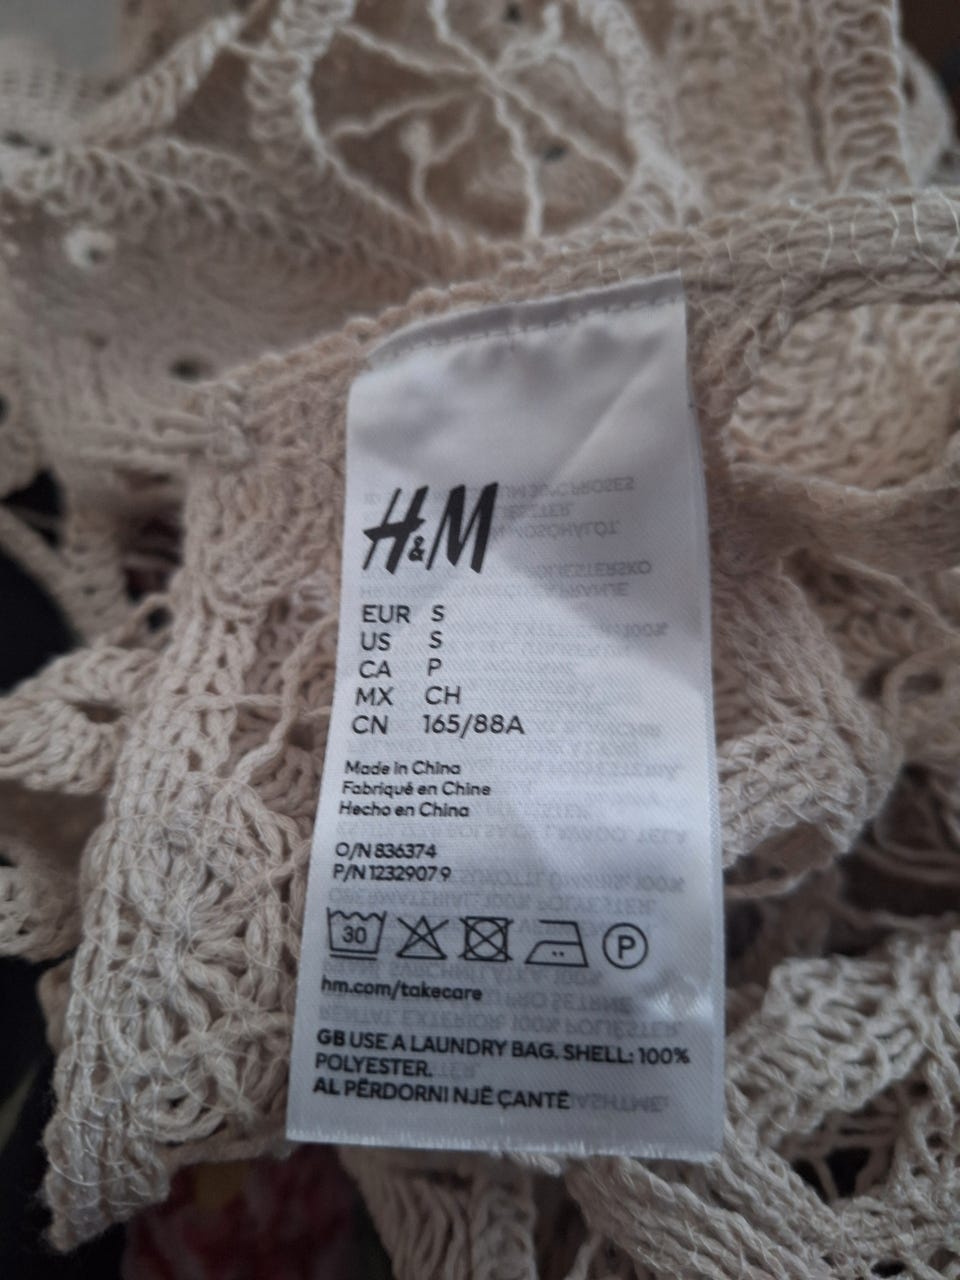 H&M
EUR S
US S
CA P
MX CH
CN 165/88A
Made in China
Fabriqué en Chine
Hecho en China
O/N 836374
P/N 12329079
30
P
hm.com/takecare
GB USE A LAUNDRY BAG. SHELL: 100%
POLYESTER.
AL PËRDORNI NJË ÇANTË